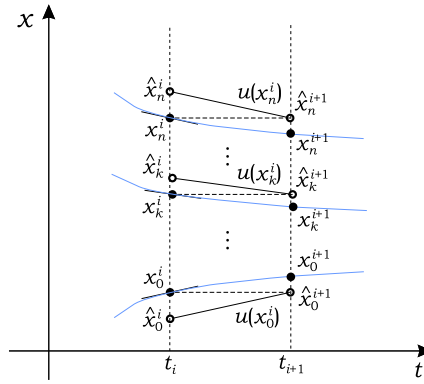 x
x̂ₙⁱ u(xₙⁱ) x̂ₙⁱ⁺¹
xₙⁱ xₙⁱ⁺¹
⋮
x̂ₖⁱ u(xₖⁱ) x̂ₖⁱ⁺¹
xₖⁱ xₖⁱ⁺¹
⋮
x₀ⁱ x₀ⁱ⁺¹
x̂₀ⁱ u(x₀ⁱ) x̂₀ⁱ⁺¹
tᵢ tᵢ₊₁ t